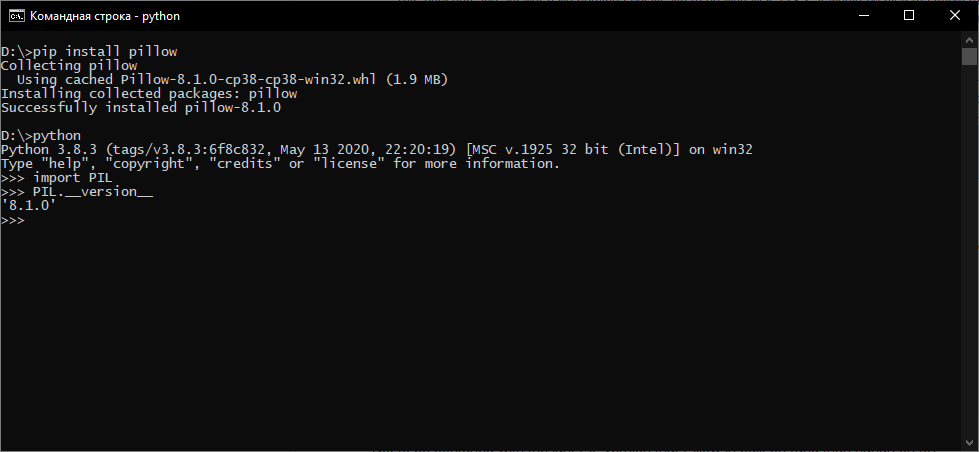 Командная строка - python
D:\>pip install pillow
Collecting pillow
  Using cached Pillow-8.1.0-cp38-cp38-win32.whl (1.9 MB)
Installing collected packages: pillow
Successfully installed pillow-8.1.0
D:\>python
Python 3.8.3 (tags/v3.8.3:6f8c832, May 13 2020, 22:20:19) [MSC v.1925 32 bit (Intel)] on win32
Type "help", "copyright", "credits" or "license" for more information.
>>> import PIL
>>> PIL.__version__
'8.1.0'
>>>